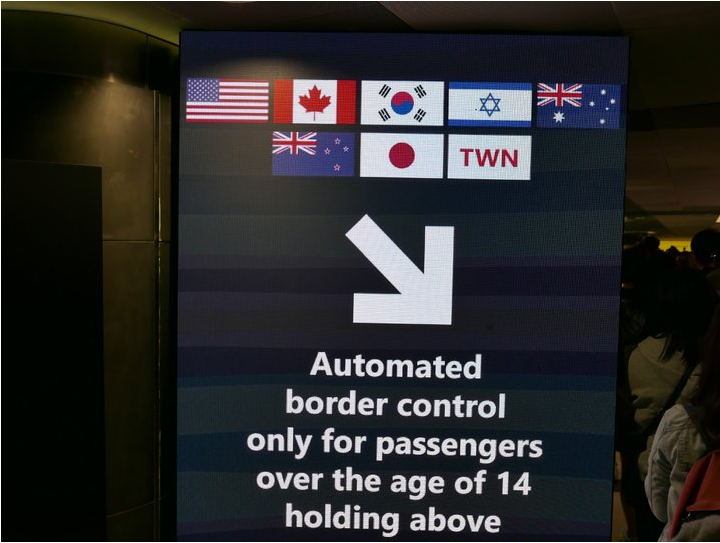 TWN
Automated
border control
only for passengers
over the age of 14
holding above